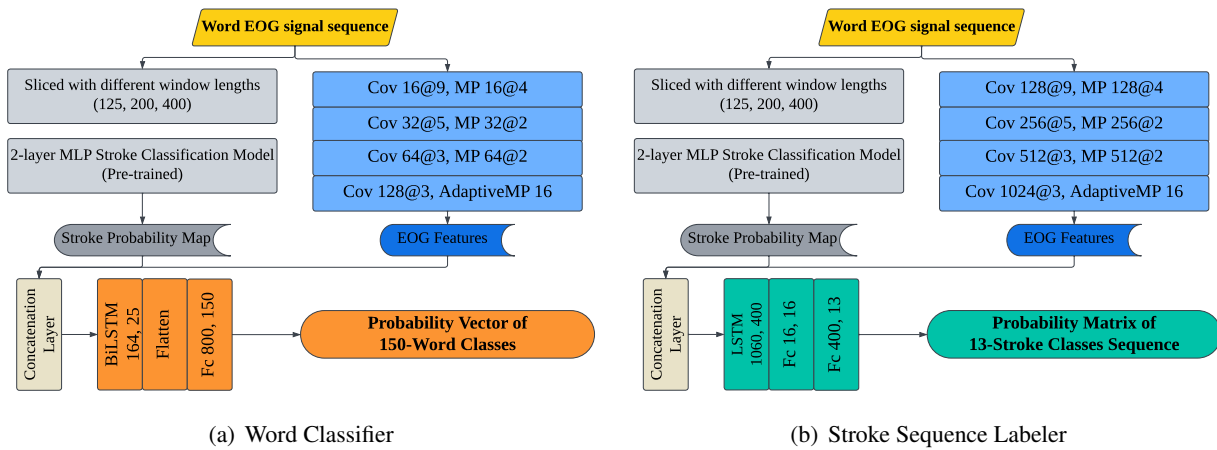 Word EOG signal sequence
Sliced with different window lengths
(125, 200, 400)
2-layer MLP Stroke Classification Model
(Pre-trained)
Stroke Probability Map
Cov 16@9, MP 16@4
Cov 32@5, MP 32@2
Cov 64@3, MP 64@2
Cov 128@3, AdaptiveMP 16
EOG Features
Concatenation
Layer
BiLSTM
164, 25
Flatten
Fc 800, 150
Probability Vector of
150-Word Classes
(a) Word Classifier
Word EOG signal sequence
Sliced with different window lengths
(125, 200, 400)
2-layer MLP Stroke Classification Model
(Pre-trained)
Stroke Probability Map
Cov 128@9, MP 128@4
Cov 256@5, MP 256@2
Cov 512@3, MP 512@2
Cov 1024@3, AdaptiveMP 16
EOG Features
Concatenation
Layer
LSTM
1060, 400
Fc 16, 16
Fc 400, 13
Probability Matrix of
13-Stroke Classes Sequence
(b) Stroke Sequence Labeler